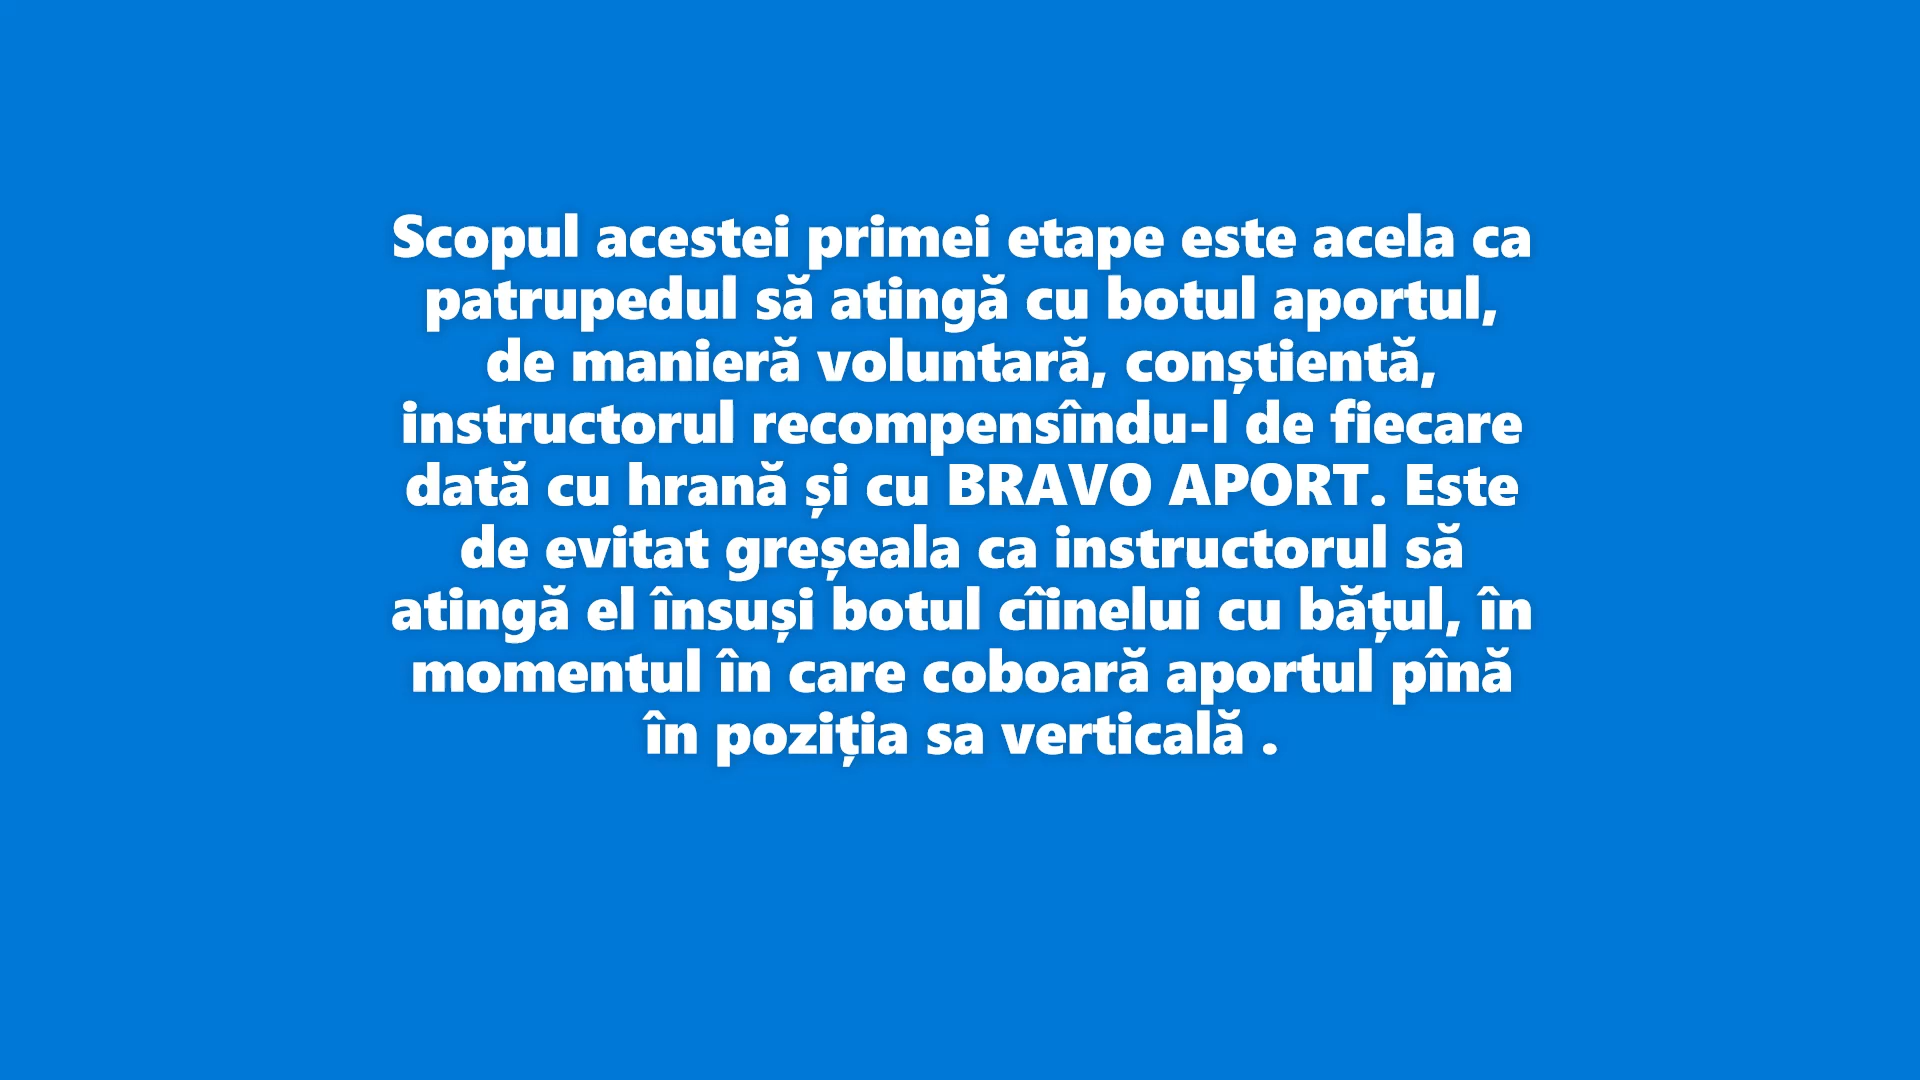 Scopul acestei primei etape este acela ca
patrupedul să atingă cu botul aportul,
de manieră voluntară, conștientă,
instructorul recompensîndu-l de fiecare
dată cu hrană și cu BRAVO APORT. Este
de evitat greșeala ca instructorul să
atingă el însuși botul cîinelui cu bățul, în
momentul în care coboară aportul pînă
în poziția sa verticală .